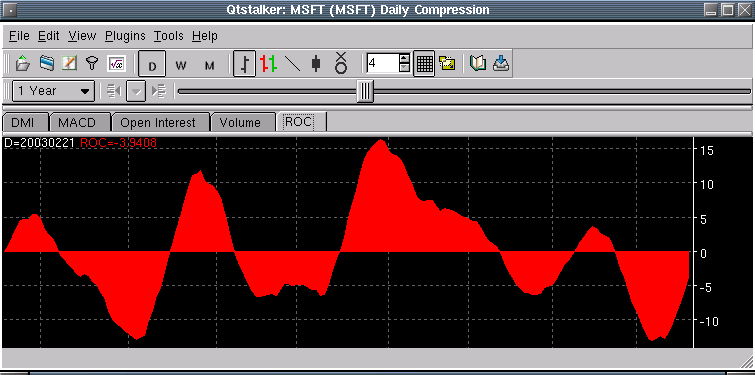 Qtstalker: MSFT (MSFT) Daily Compression
File Edit View Plugins Tools Help
D W M 4
1 Year
DMI MACD Open Interest Volume ROC
D=20030221 ROC=-3.9408
15
10
5
0
-5
-10